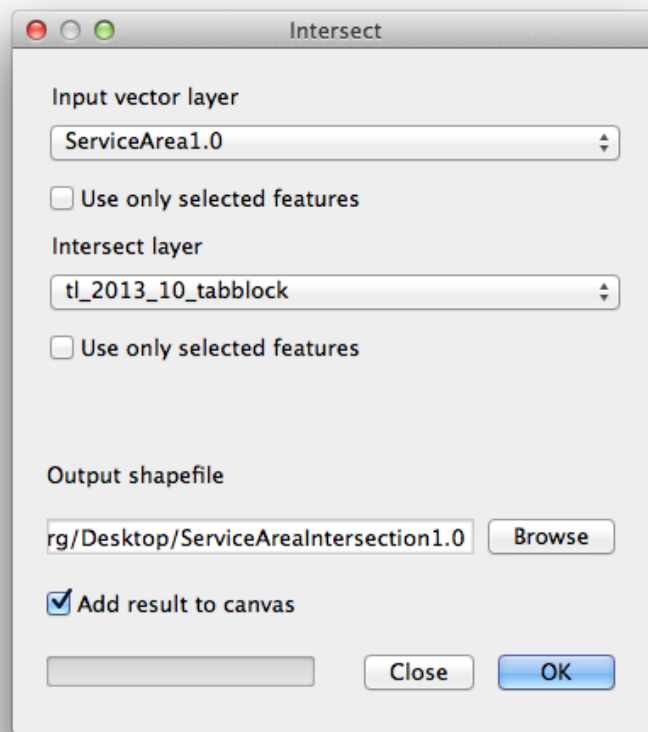 Intersect
Input vector layer
ServiceArea1.0
Use only selected features
Intersect layer
tl_2013_10_tabblock
Use only selected features
Output shapefile
rg/Desktop/ServiceAreaIntersection1.0
Browse
Add result to canvas
Close
OK